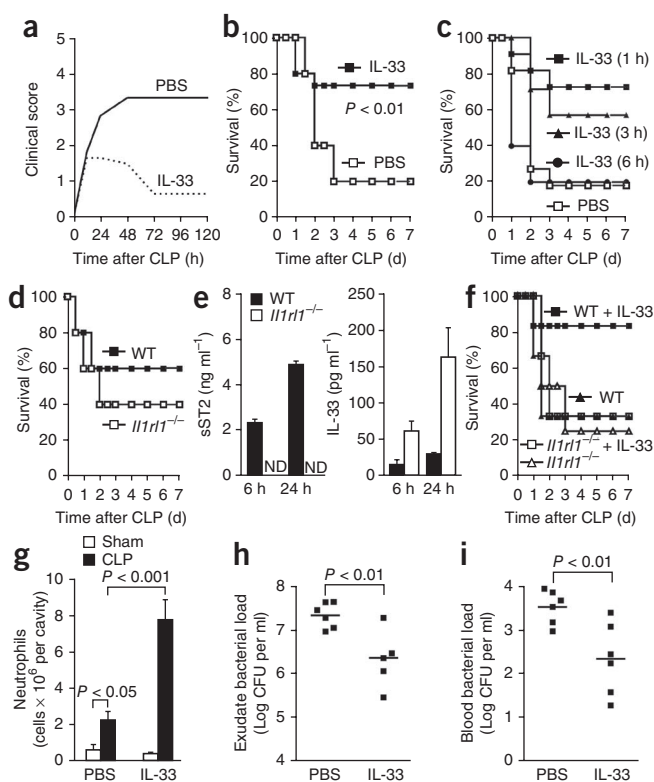 a
Clinical score
5
4
3
2
1
0
PBS
IL-33
0 24 48 72 96 120
Time after CLP (h)
b
Survival (%)
100
80
60
40
20
0
IL-33
P < 0.01
PBS
0 1 2 3 4 5 6 7
Time after CLP (d)
c
Survival (%)
100
80
60
40
20
0
IL-33 (1 h)
IL-33 (3 h)
IL-33 (6 h)
PBS
0 1 2 3 4 5 6 7
Time after CLP (d)
d
Survival (%)
100
80
60
40
20
0
WT
Il1rl1−/−
0 1 2 3 4 5 6 7
Time after CLP (d)
e
WT
Il1rl1−/−
sST2 (ng ml−1)
6
4
2
0
ND
ND
6 h 24 h
IL-33 (pg ml−1)
250
200
150
100
50
0
6 h 24 h
f
Survival (%)
100
80
60
40
20
0
WT + IL-33
WT
Il1rl1−/− + IL-33
Il1rl1−/−
0 1 2 3 4 5 6 7
Time after CLP (d)
g
Sham
CLP
Neutrophils
(cells × 10⁶ per cavity)
10
8
6
4
2
0
P < 0.001
P < 0.05
PBS IL-33
h
Exudate bacterial load
(Log CFU per ml)
8
7
6
5
4
P < 0.01
PBS IL-33
i
Blood bacterial load
(Log CFU per ml)
5
4
3
2
1
0
P < 0.01
PBS IL-33